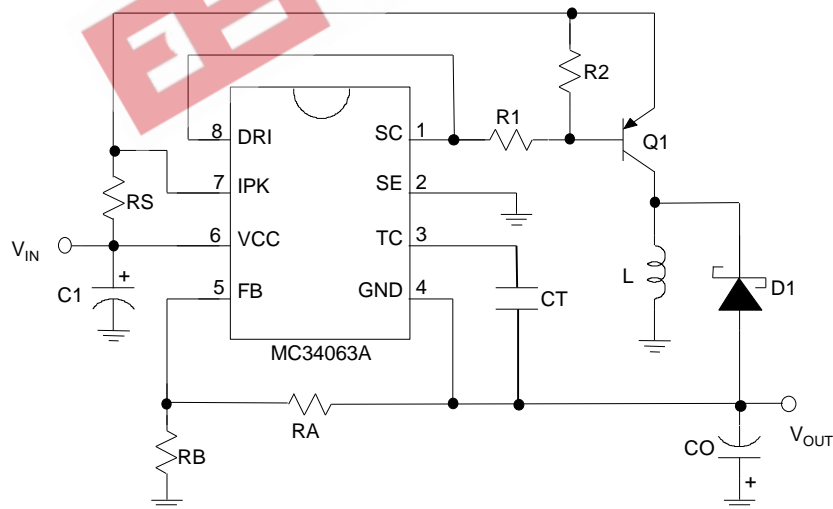 R2
R1
Q1
8 DRI
SC 1
7 IPK
SE 2
RS
6 VCC
TC 3
VIN
C1 +
5 FB
GND 4
CT
L
D1
MC34063A
RA
RB
VOUT
CO
+